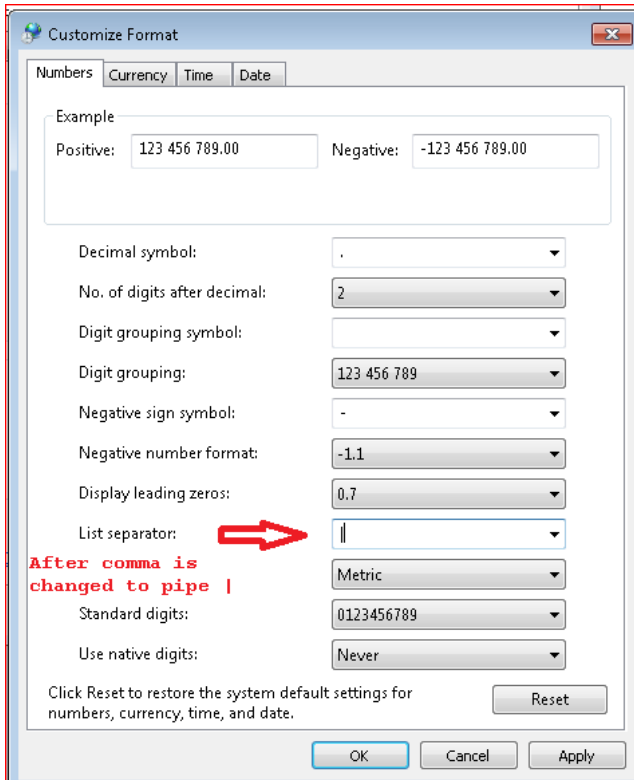 Customize Format
Numbers Currency Time Date
Example
Positive: 123 456 789.00 Negative: -123 456 789.00
Decimal symbol: .
No. of digits after decimal: 2
Digit grouping symbol:
Digit grouping: 123 456 789
Negative sign symbol: -
Negative number format: -1.1
Display leading zeros: 0.7
List separator: |
After comma is
changed to pipe |
Metric
Standard digits: 0123456789
Use native digits: Never
Click Reset to restore the system default settings for
numbers, currency, time, and date.
Reset
OK Cancel Apply